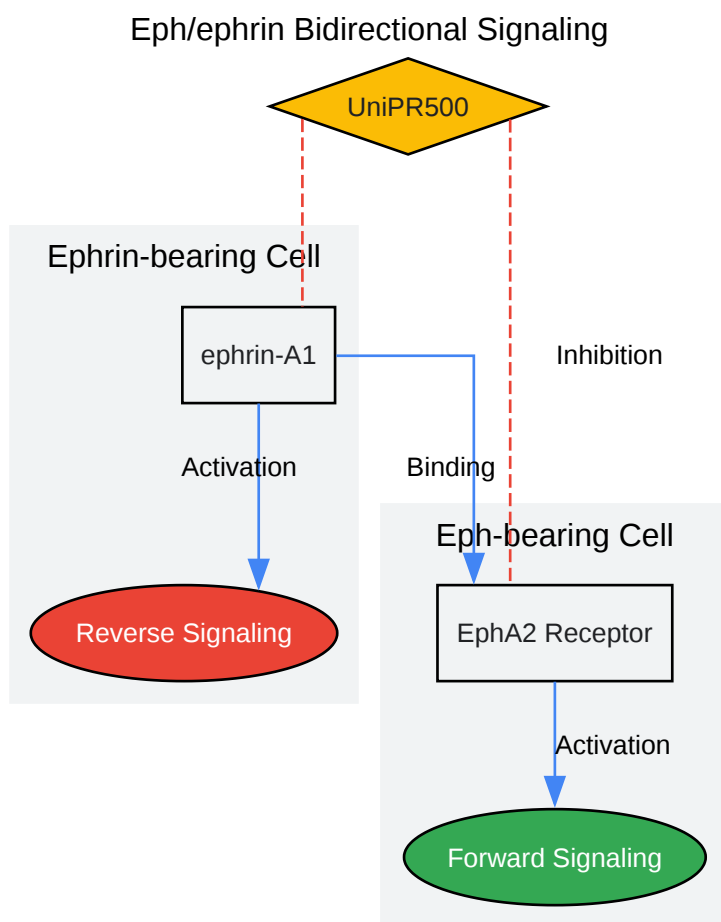 Eph/ephrin Bidirectional Signaling
UniPR500
Ephrin-bearing Cell
ephrin-A1
Inhibition
Activation
Binding
Eph-bearing Cell
Reverse Signaling
EphA2 Receptor
Activation
Forward Signaling